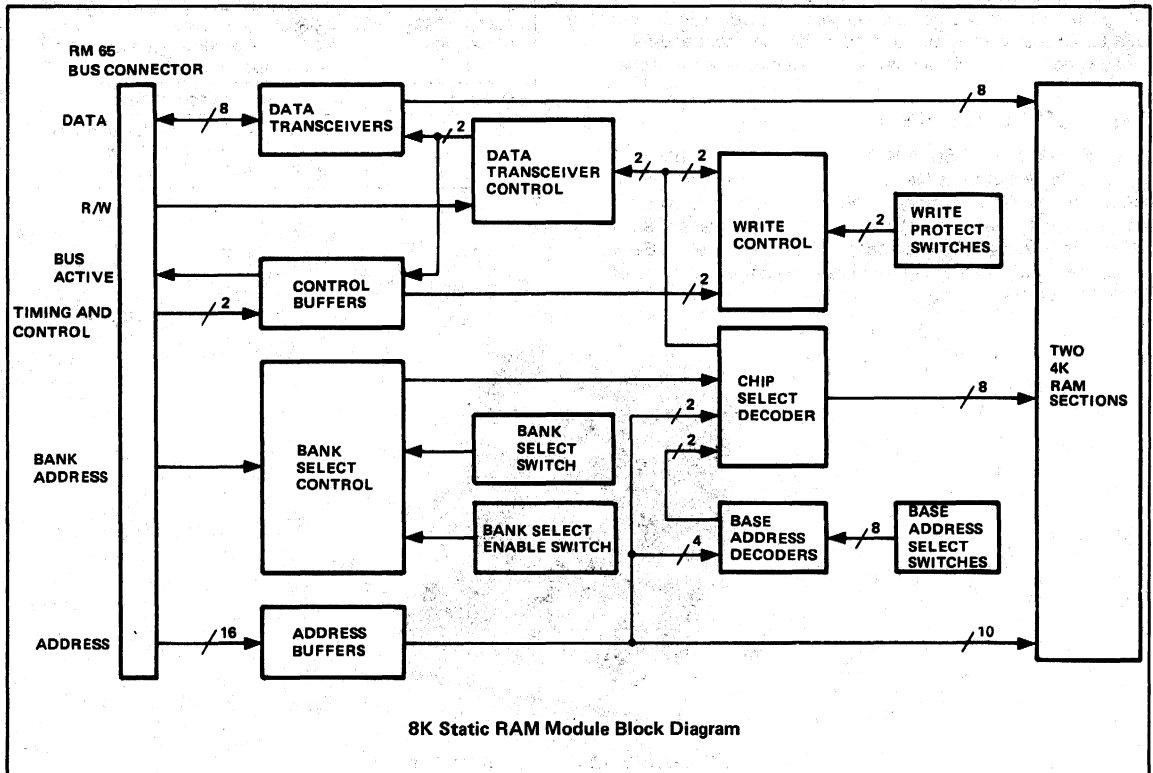 RM 65
BUS CONNECTOR
DATA
8
DATA
TRANSCEIVERS
8
2
DATA
TRANSCEIVER
CONTROL
2
2
R/W
WRITE
CONTROL
2
WRITE
PROTECT
SWITCHES
BUS
ACTIVE
CONTROL
BUFFERS
2
TIMING AND
CONTROL
2
TWO
4K
RAM
SECTIONS
CHIP
SELECT
DECODER
8
2
2
BANK
SELECT
SWITCH
BANK
ADDRESS
BANK
SELECT
CONTROL
BANK SELECT
ENABLE SWITCH
4
BASE
ADDRESS
DECODERS
8
BASE
ADDRESS
SELECT
SWITCHES
ADDRESS
16
ADDRESS
BUFFERS
10
8K Static RAM Module Block Diagram